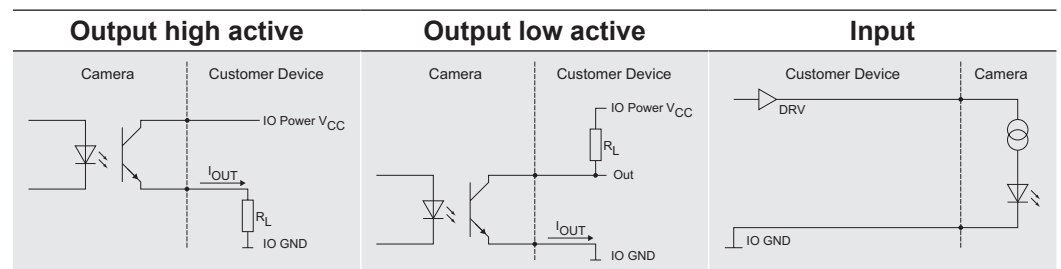 Output high active
Output low active
Input
Camera
Customer Device
IO Power VCC
IOUT
RL
IO GND
Camera
Customer Device
IO Power VCC
RL
Out
IOUT
IO GND
Customer Device
Camera
DRV
IO GND